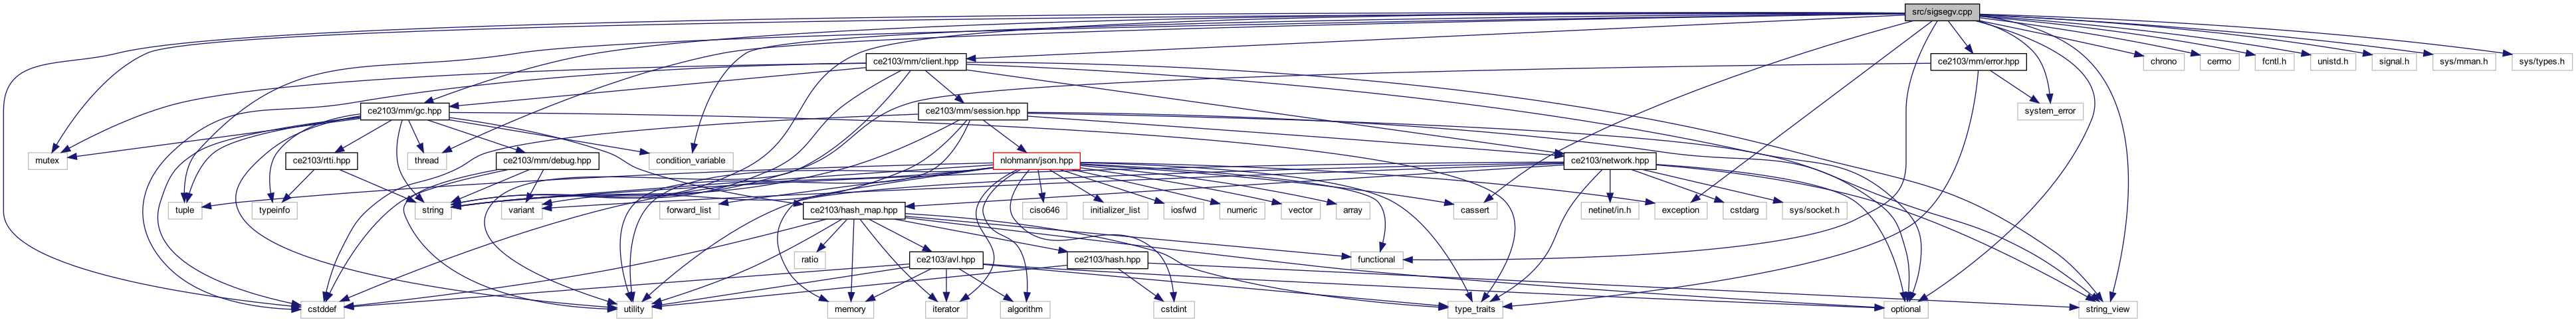 src/sigsegv.cpp
ce2103/mm/client.hpp
ce2103/mm/error.hpp
chrono
cerrno
fcntl.h
unistd.h
signal.h
sys/mman.h
sys/types.h
ce2103/mm/gc.hpp
ce2103/mm/session.hpp
system_error
mutex
ce2103/rtti.hpp
thread
ce2103/mm/debug.hpp
condition_variable
nlohmann/json.hpp
ce2103/network.hpp
tuple
typeinfo
string
variant
forward_list
ce2103/hash_map.hpp
ciso646
initializer_list
iosfwd
numeric
vector
array
cassert
netinet/in.h
exception
cstdarg
sys/socket.h
ratio
ce2103/avl.hpp
ce2103/hash.hpp
functional
cstddef
utility
memory
iterator
algorithm
cstdint
type_traits
optional
string_view